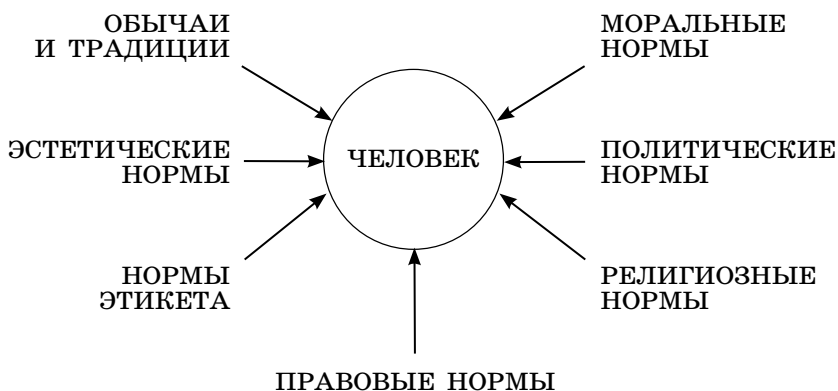 ОБЫЧАИ
И ТРАДИЦИИ
МОРАЛЬНЫЕ
НОРМЫ
ЭСТЕТИЧЕСКИЕ
НОРМЫ
ЧЕЛОВЕК
ПОЛИТИЧЕСКИЕ
НОРМЫ
НОРМЫ
ЭТИКЕТА
РЕЛИГИОЗНЫЕ
НОРМЫ
ПРАВОВЫЕ НОРМЫ